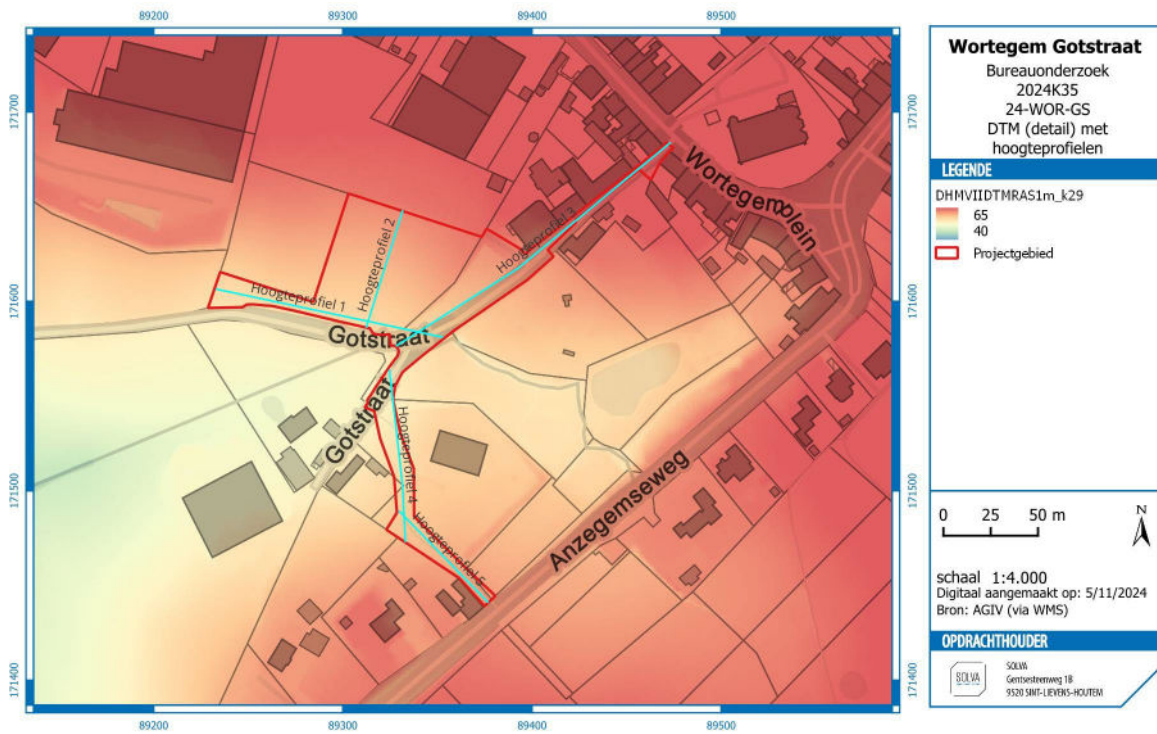 89200
89300
89400
89500
171700
171600
171500
171400
171700
171600
171500
171400
89200
89300
89400
89500
Wortegemplein
Hoogteprofiel 3
Hoogteprofiel 2
Hoogteprofiel 1
Gotstraat
Gotstraat
Hoogteprofiel 4
Hoogteprofiel 5
Anzegemseweg
Wortegem Gotstraat
Bureauonderzoek
2024K35
24-WOR-GS
DTM (detail) met
hoogteprofielen
LEGENDE
DHMVIIDTMRAS1m_k29
65
40
Projectgebied
0 25 50 m
N
schaal 1:4.000
Digitaal aangemaakt op: 5/11/2024
Bron: AGIV (via WMS)
OPDRACHTHOUDER
SOLVA
SOLVA
Gentsesteenweg 1B
9520 SINT-LIEVENS-HOUTEM